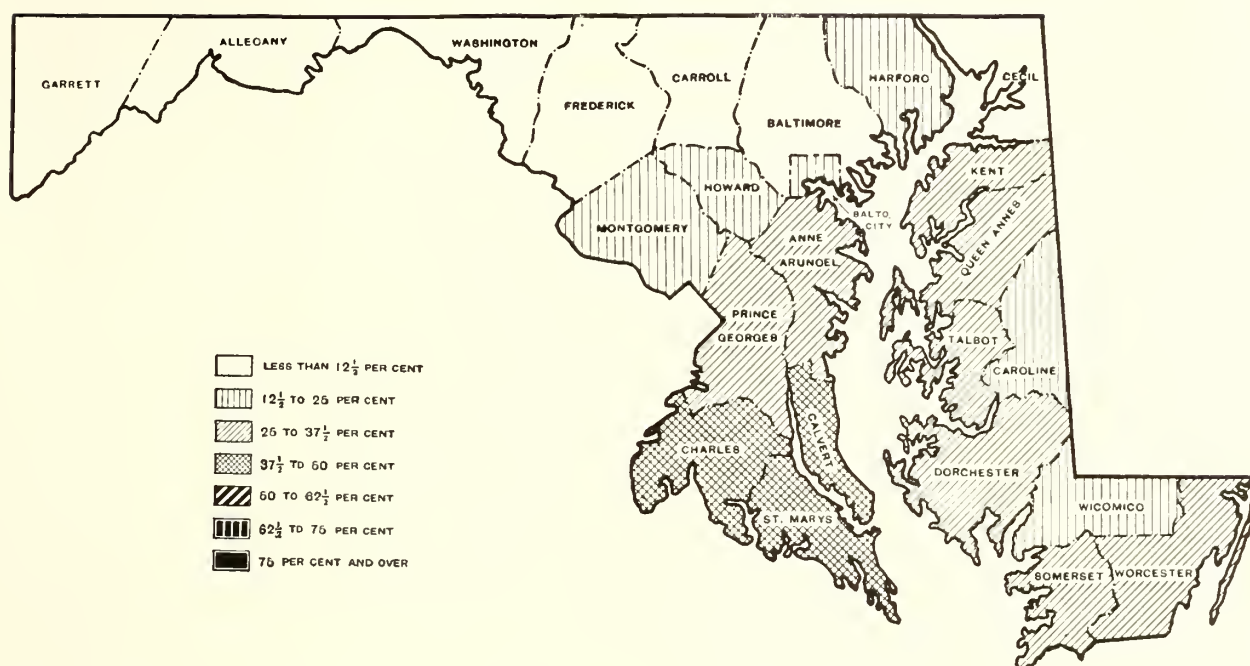 ALLEGANY
WASHINGTON
GARRETT
CARROLL
HARFORD
CECIL
FREDERICK
BALTIMORE
KENT
HOWARD
BALTO.
CITY
MONTGOMERY
ANNE
ARUNDEL
QUEEN ANNES
PRINCE
GEORGES
TALBOT
CAROLINE
LESS THAN 12½ PER CENT
12½ TO 25 PER CENT
25 TO 37½ PER CENT
37½ TO 50 PER CENT
50 TO 62½ PER CENT
62½ TO 75 PER CENT
75 PER CENT AND OVER
CALVERT
CHARLES
DORCHESTER
ST. MARYS
WICOMICO
SOMERSET
WORCESTER